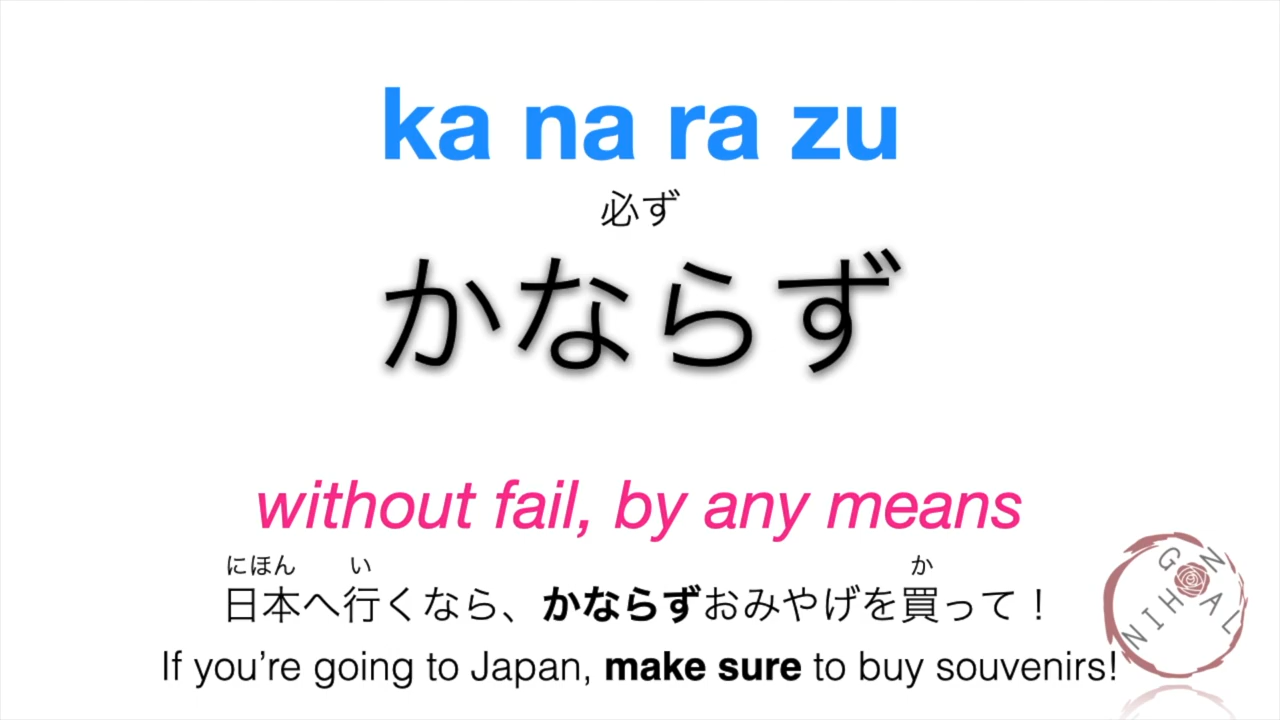 ka na ra zu
必ず
かならず
without fail, by any means
にほん い か
日本へ行くなら、かならずおみやげを買って！
If you're going to Japan, make sure to buy souvenirs!
NIHONGO